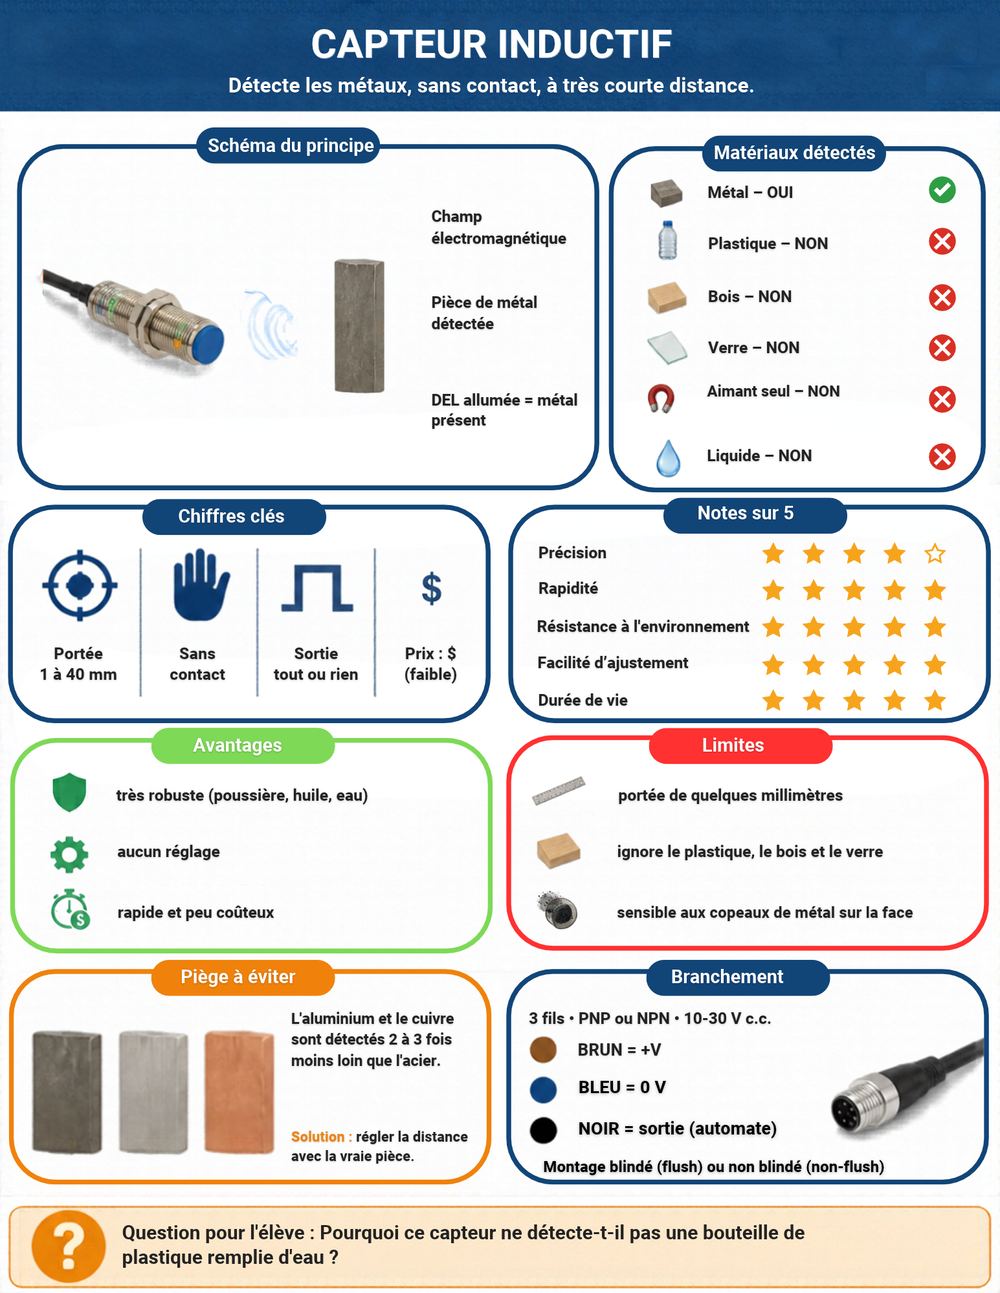 CAPTEUR INDUCTIF
Détecte les métaux, sans contact, à très courte distance.
Schéma du principe
Champ
électromagnétique
Pièce de métal
détectée
DEL allumée = métal
présent
Matériaux détectés
Métal – OUI
Plastique – NON
Bois – NON
Verre – NON
Aimant seul – NON
Liquide – NON
Chiffres clés
$
Portée
1 à 40 mm
Sans
contact
Sortie
tout ou rien
Prix : $
(faible)
Notes sur 5
Précision
Rapidité
Résistance à l'environnement
Facilité d'ajustement
Durée de vie
Avantages
très robuste (poussière, huile, eau)
aucun réglage
$
rapide et peu coûteux
Limites
portée de quelques millimètres
ignore le plastique, le bois et le verre
sensible aux copeaux de métal sur la face
Piège à éviter
L'aluminium et le cuivre
sont détectés 2 à 3 fois
moins loin que l'acier.
Solution : régler la distance
avec la vraie pièce.
Branchement
3 fils • PNP ou NPN • 10-30 V c.c.
BRUN = +V
BLEU = 0 V
NOIR = sortie (automate)
Montage blindé (flush) ou non blindé (non-flush)
?
Question pour l'élève : Pourquoi ce capteur ne détecte-t-il pas une bouteille de
plastique remplie d'eau ?